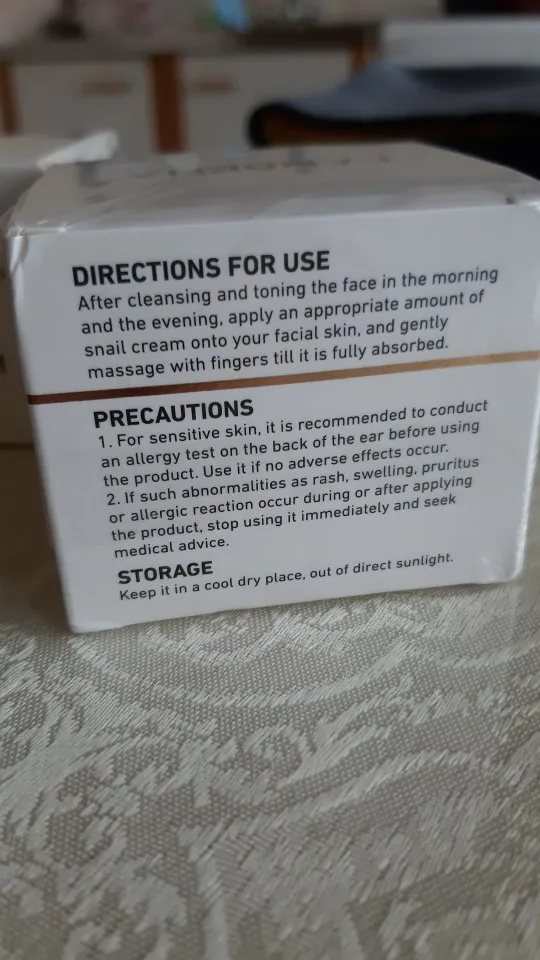 DIRECTIONS FOR USE
After cleansing and toning the face in the morning
and the evening, apply an appropriate amount of
snail cream onto your facial skin, and gently
massage with fingers till it is fully absorbed.
PRECAUTIONS
1. For sensitive skin, it is recommended to conduct
an allergy test on the back of the ear before using
the product. Use it if no adverse effects occur.
2. If such abnormalities as rash, swelling, pruritus
or allergic reaction occur during or after applying
the product, stop using it immediately and seek
medical advice.
STORAGE
Keep it in a cool dry place, out of direct sunlight.